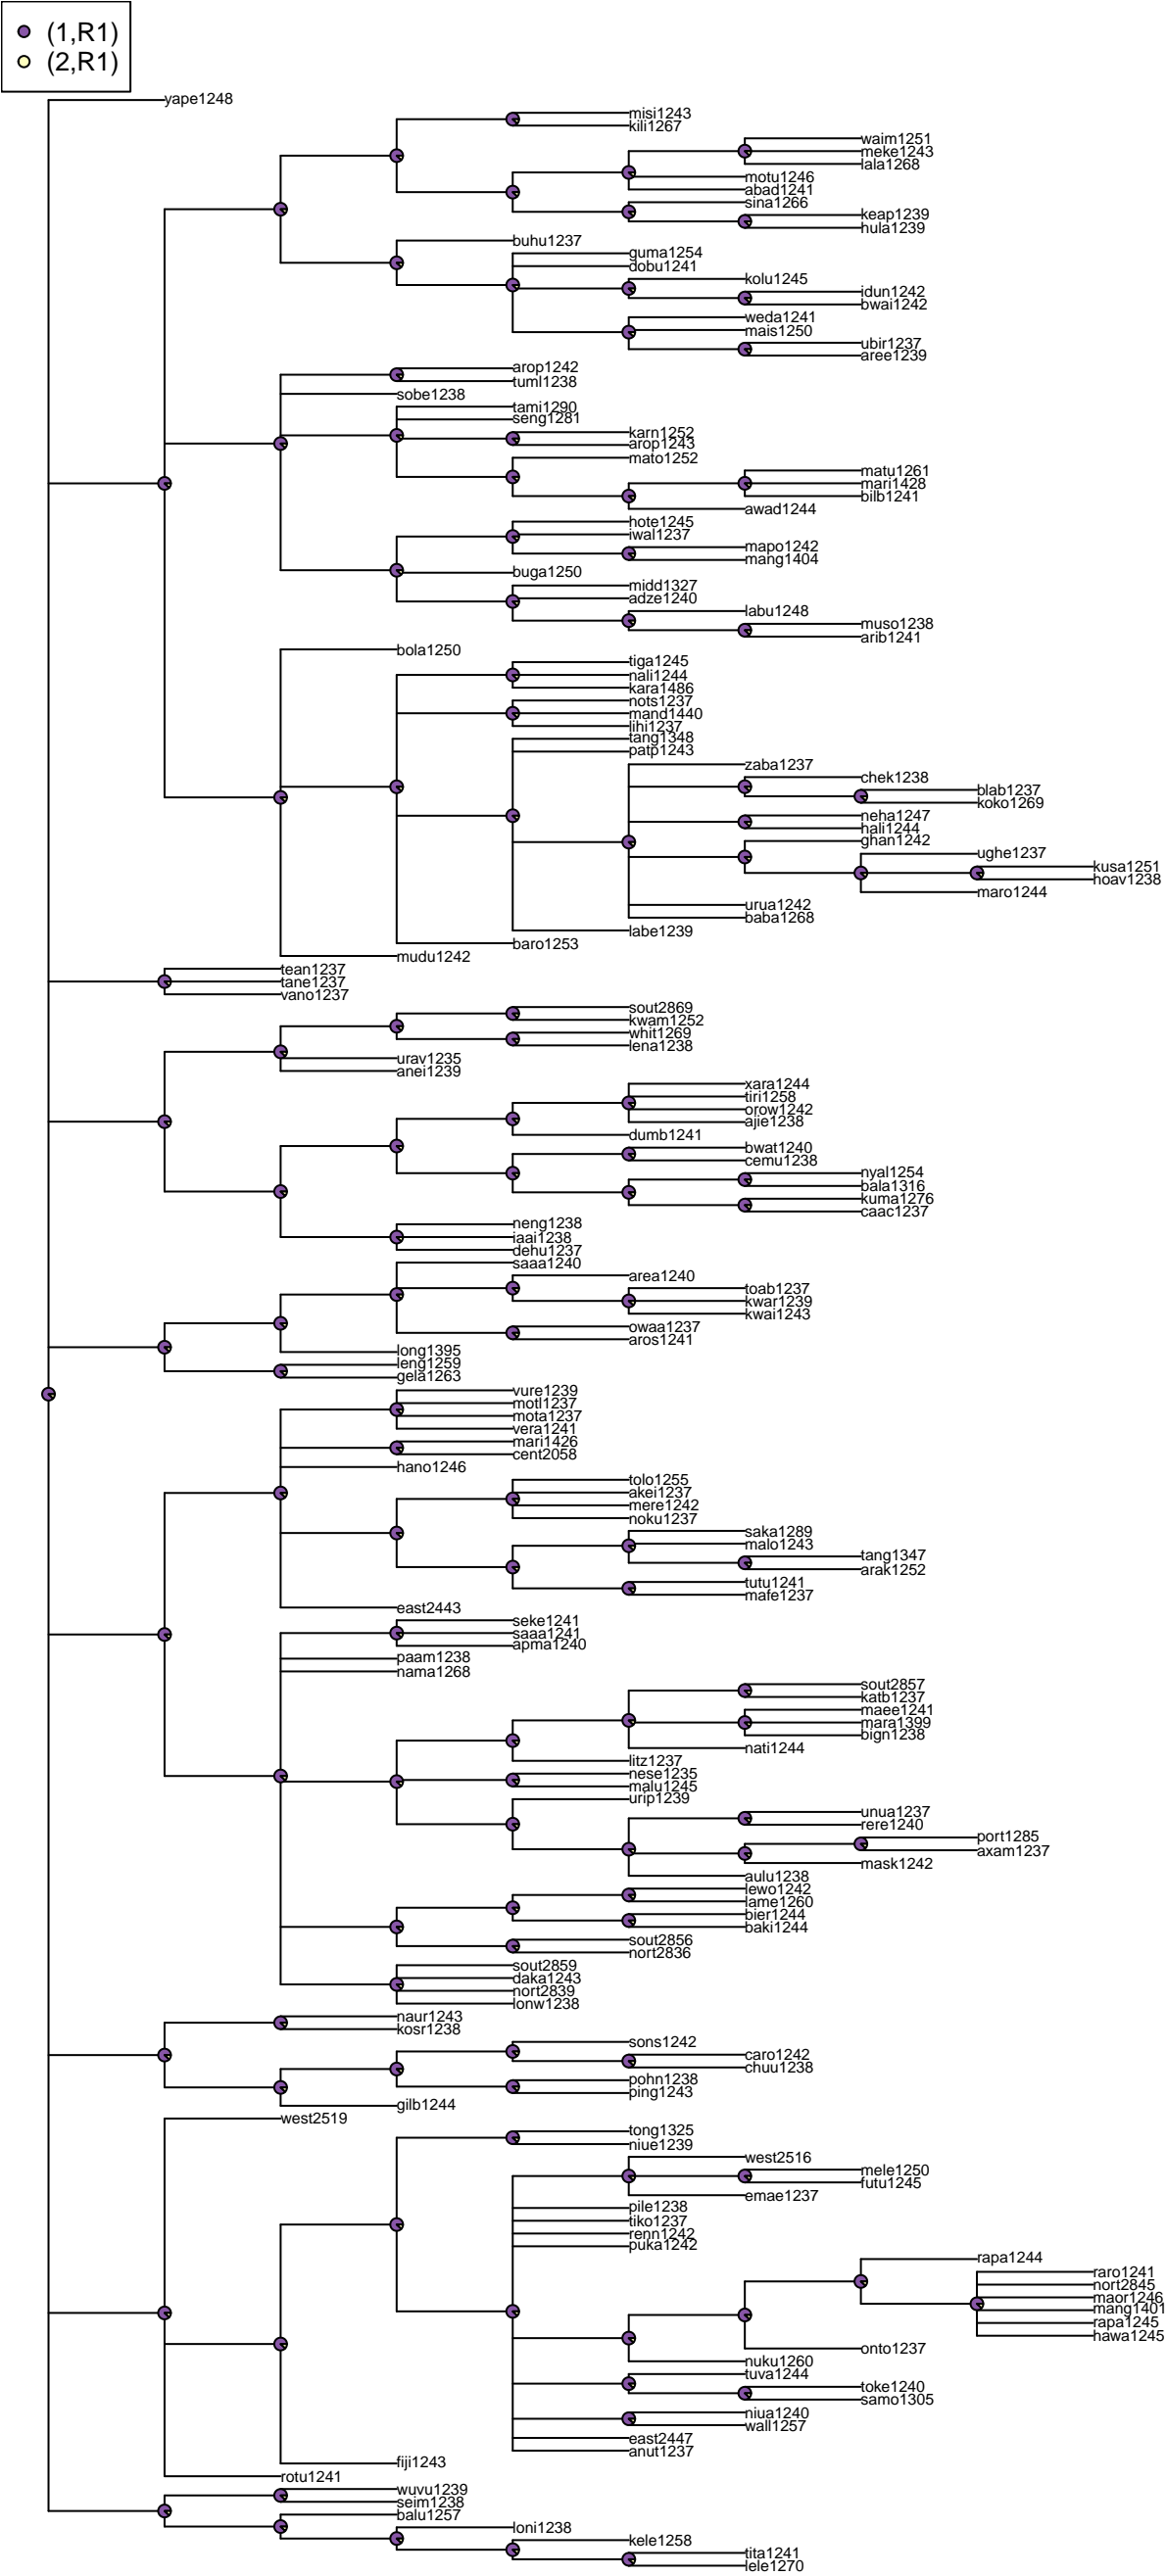 (1,R1)
(2,R1)
yape1248
misi1243
kili1267
waim1251
meke1243
lala1268
motu1246
abad1241
sina1266
keap1239
hula1239
buhu1237
guma1254
dobu1241
kolu1245
idun1242
bwai1242
weda1241
mais1250
ubir1237
aree1239
arop1242
tuml1238
sobe1238
tami1290
seng1281
karn1252
arop1243
mato1252
matu1261
mari1428
bilb1241
awad1244
hote1245
iwal1237
mapo1242
mang1404
buga1250
midd1327
adze1240
labu1248
muso1238
arib1241
bola1250
tiga1245
nali1244
kara1486
nots1237
mand1440
lihi1237
tang1348
patp1243
zaba1237
chek1238
blab1237
koko1269
neha1247
hali1244
ghan1242
ughe1237
kusa1251
hoav1238
maro1244
urua1242
baba1268
labe1239
baro1253
mudu1242
tean1237
tane1237
vano1237
sout2869
kwam1252
whit1269
lena1238
urav1235
anei1239
xara1244
tiri1258
orow1242
ajie1238
dumb1241
bwat1240
cemu1238
nyal1254
bala1316
kuma1276
caac1237
neng1238
iaai1238
dehu1237
saaa1240
area1240
toab1237
kwar1239
kwai1243
owaa1237
aros1241
long1395
leng1259
gela1263
vure1239
motl1237
mota1237
vera1241
mari1426
cent2058
hano1246
tolo1255
akei1237
mere1242
noku1237
saka1289
malo1243
tang1347
arak1252
tutu1241
mafe1237
east2443
seke1241
saaa1241
apma1240
paam1238
nama1268
sout2857
katb1237
maee1241
mara1399
bign1238
nati1244
litz1237
nese1235
malu1245
urip1239
unua1237
rere1240
port1285
axam1237
mask1242
aulu1238
lewo1242
lame1260
bier1244
baki1244
sout2856
nort2836
sout2859
daka1243
nort2839
lonw1238
naur1243
kosr1238
sons1242
caro1242
chuu1238
pohn1238
ping1243
gilb1244
west2519
tong1325
niue1239
west2516
mele1250
futu1245
emae1237
pile1238
tiko1237
renn1242
puka1242
rapa1244
raro1241
nort2845
maor1246
mang1401
rapa1245
hawa1245
onto1237
nuku1260
tuva1244
toke1240
samo1305
niua1240
wall1257
east2447
anut1237
fiji1243
rotu1241
wuvu1239
seim1238
balu1257
loni1238
kele1258
tita1241
lele1270